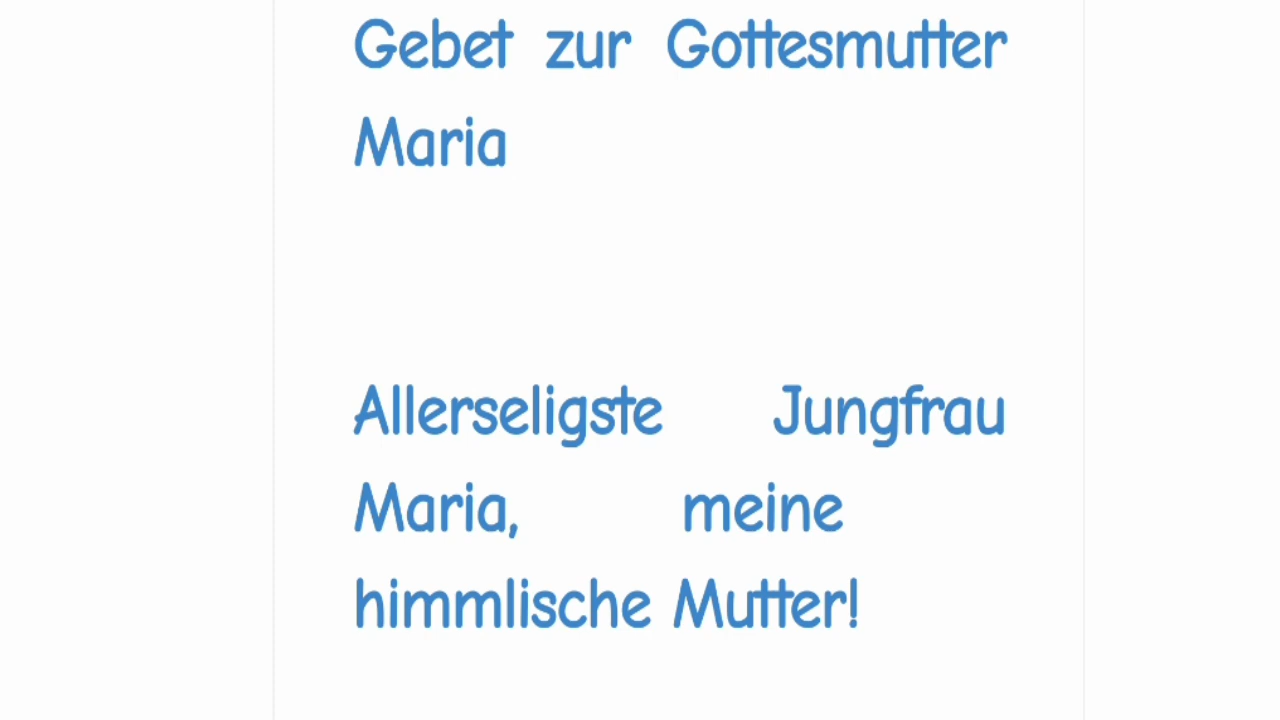 Gebet zur Gottesmutter
Maria
Allerseligste Jungfrau
Maria, meine
himmlische Mutter!